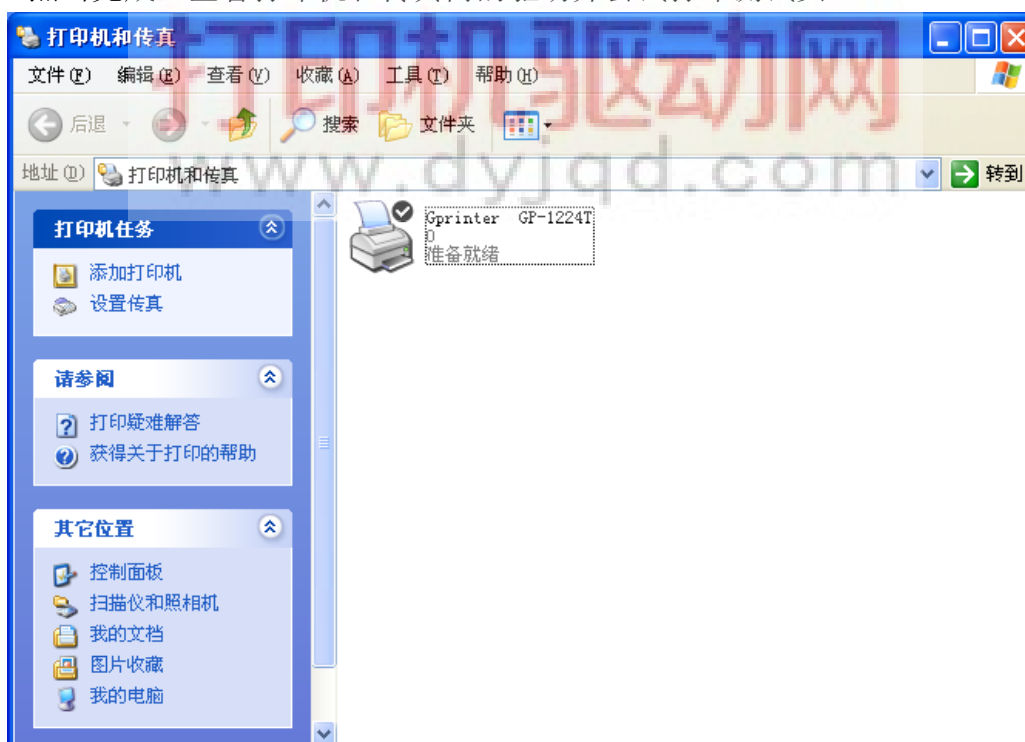 打印机和传真
打印机驱动网
文件(F) 编辑(E) 查看(V) 收藏(A) 工具(T) 帮助(H)
后退 搜索 文件夹
www.dyjqd.com
地址(D) 打印机和传真 转到
打印机任务
添加打印机
设置传真
请参阅
打印疑难解答
获得关于打印的帮助
其它位置
控制面板
扫描仪和照相机
我的文档
图片收藏
我的电脑
Gprinter GP-1224T
0
准备就绪